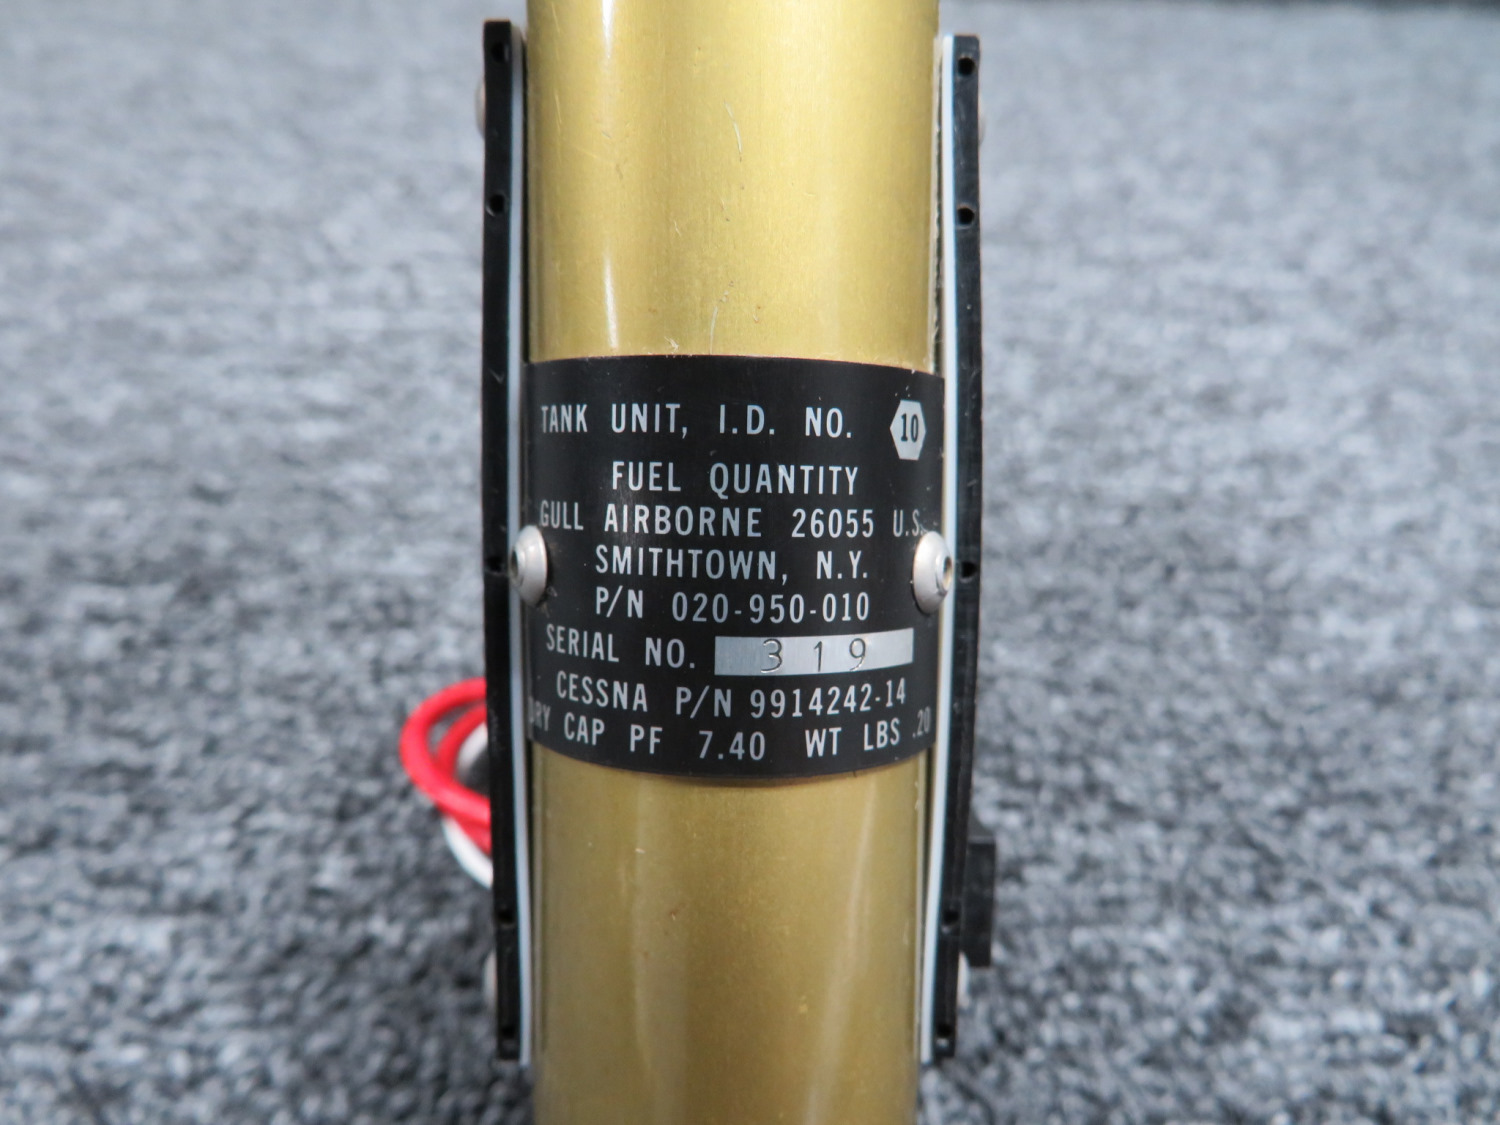 TANK UNIT, I.D. NO. 10
FUEL QUANTITY
GULL AIRBORNE 26055 U.S.
SMITHTOWN, N.Y.
P/N 020-950-010
SERIAL NO. 319
CESSNA P/N 9914242-14
DRY CAP PF 7.40 WT LBS .20